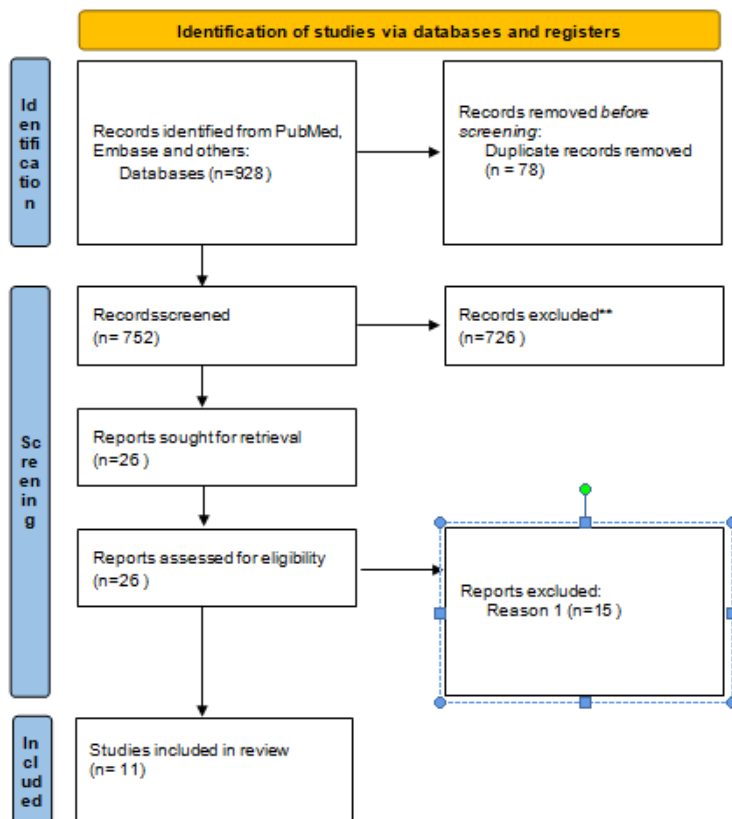 Identification of studies via databases and registers
Id
en
tifi
ca
tio
n
Records identified from PubMed,
Embase and others:
Databases (n=928 )
Records removed before
screening:
Duplicate records removed
(n = 78)
Recordsscreened
(n= 752)
Records excluded**
(n=726 )
Sc
re
en
in
g
Reports sought for retrieval
(n=26 )
Reports assessed for eligibility
(n=26 )
Reports excluded:
Reason 1 (n=15 )
In
cl
ud
ed
Studies included in review
(n= 11)